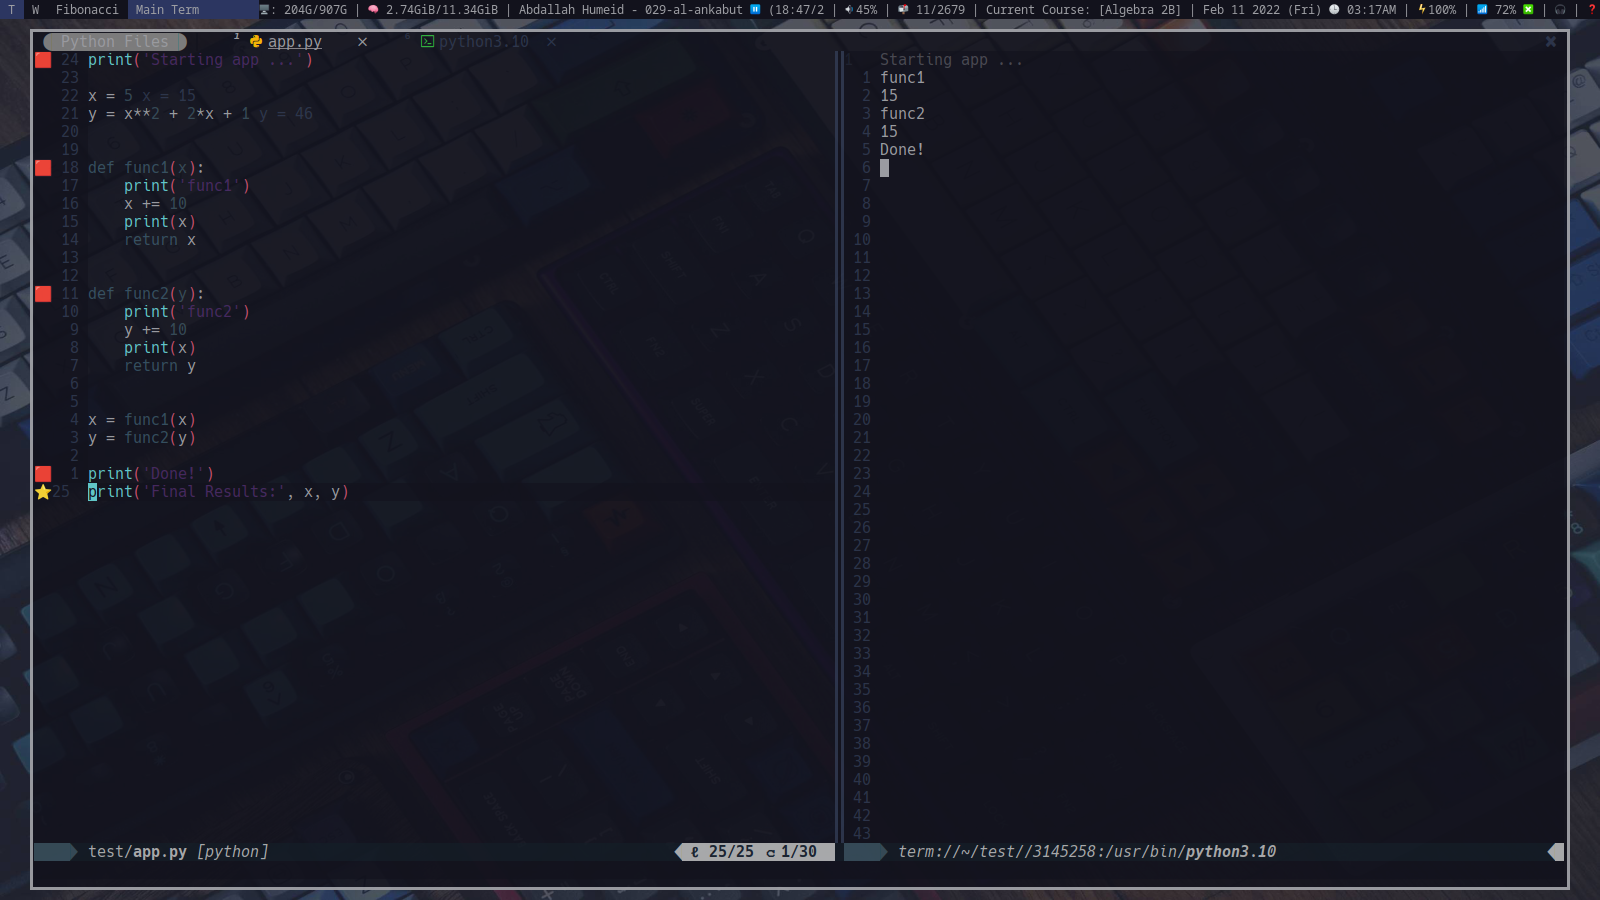 T W Fibonacci Main Term : 204G/907G | 2.74GiB/11.34GiB | Abdallah Humeid - 029-al-ankabut (18:47/2 | 45% | 11/2679 | Current Course: [Algebra 2B] | Feb 11 2022 (Fri) 03:17AM | 100% | 72% | |
Python Files 1 app.py × python3.10 ×
24 print('Starting app ...')
23
22 x = 5 x = 15
21 y = x**2 + 2*x + 1 y = 46
20
19
18 def func1(x):
17 print('func1')
16 x += 10
15 print(x)
14 return x
13
12
11 def func2(y):
10 print('func2')
9 y += 10
8 print(x)
7 return y
6
5
4 x = func1(x)
3 y = func2(y)
2
1 print('Done!')
25 print('Final Results:', x, y)
test/app.py [python] ℓ 25/25 1/30
1 Starting app ...
1 func1
2 15
3 func2
4 15
5 Done!
6
7
8
9
10
11
12
13
14
15
16
17
18
19
20
21
22
23
24
25
26
27
28
29
30
31
32
33
34
35
36
37
38
39
40
41
42
43
term://~/test//3145258:/usr/bin/python3.10